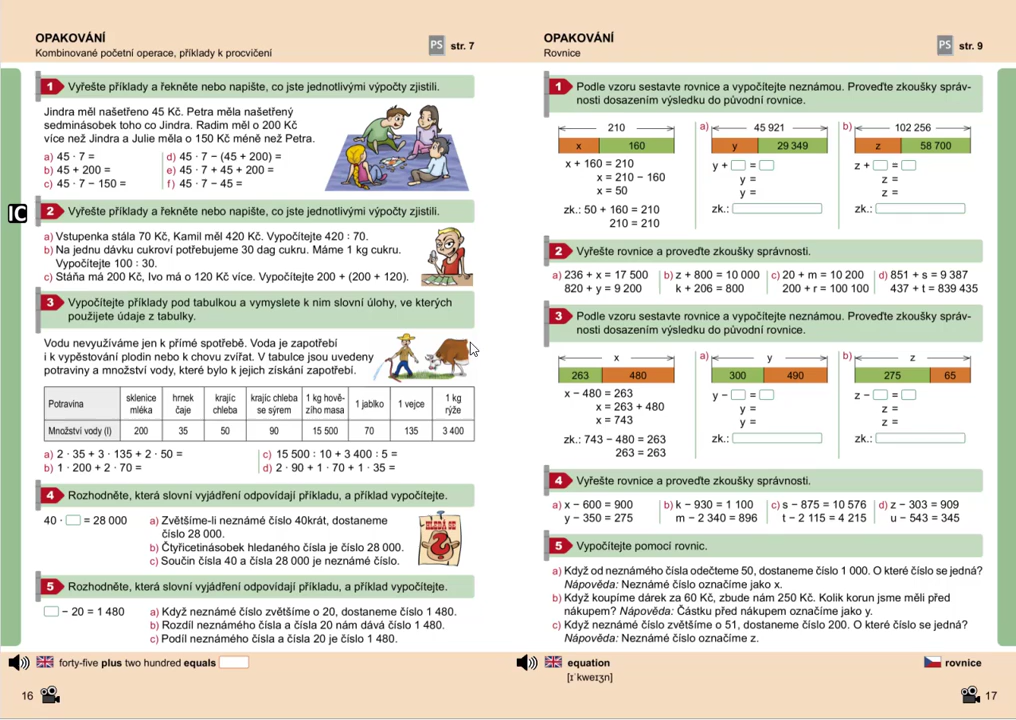 OPAKOVÁNÍ
Kombinované početní operace, příklady k procvičení
PS str. 7
1 Vyřešte příklady a řekněte nebo napište, co jste jednotlivými výpočty zjistili.
Jindra měl našetřeno 45 Kč. Petra měla našetřený
sedminásobek toho co Jindra. Radim měl o 200 Kč
více než Jindra a Julie měla o 150 Kč méně než Petra.
a) 45 · 7 = d) 45 · 7 − (45 + 200) =
b) 45 + 200 = e) 45 · 7 + 45 + 200 =
c) 45 · 7 − 150 = f) 45 · 7 − 45 =
IC
2 Vyřešte příklady a řekněte nebo napište, co jste jednotlivými výpočty zjistili.
a) Vstupenka stála 70 Kč, Kamil měl 420 Kč. Vypočítejte 420 : 70.
b) Na jednu dávku cukroví potřebujeme 30 dag cukru. Máme 1 kg cukru.
Vypočítejte 100 : 30.
c) Stáňa má 200 Kč, Ivo má o 120 Kč více. Vypočítejte 200 + (200 + 120).
3 Vypočítejte příklady pod tabulkou a vymyslete k nim slovní úlohy, ve kterých
použijete údaje z tabulky.
Vodu nevyužíváme jen k přímé spotřebě. Voda je zapotřebí
i k vypěstování plodin nebo k chovu zvířat. V tabulce jsou uvedeny
potraviny a množství vody, které bylo k jejich získání zapotřebí.
Potravina sklenice mléka hrnek čaje krajíc chleba krajíc chleba se sýrem 1 kg hovězího masa 1 jablko 1 vejce 1 kg rýže
Množství vody (l) 200 35 50 90 15 500 70 135 3 400
a) 2 · 35 + 3 · 135 + 2 · 50 = c) 15 500 : 10 + 3 400 : 5 =
b) 1 · 200 + 2 · 70 = d) 2 · 90 + 1 · 70 + 1 · 35 =
4 Rozhodněte, která slovní vyjádření odpovídají příkladu, a příklad vypočítejte.
40 · = 28 000 a) Zvětšíme-li neznámé číslo 40krát, dostaneme
číslo 28 000.
b) Čtyřicetinásobek hledaného čísla je číslo 28 000.
c) Součin čísla 40 a čísla 28 000 je neznámé číslo.
HLEDÁ SE
?
5 Rozhodněte, která slovní vyjádření odpovídají příkladu, a příklad vypočítejte.
− 20 = 1 480 a) Když neznámé číslo zvětšíme o 20, dostaneme číslo 1 480.
b) Rozdíl neznámého čísla a čísla 20 nám dává číslo 1 480.
c) Podíl neznámého čísla a čísla 20 je číslo 1 480.
forty-five plus two hundred equals
16
OPAKOVÁNÍ
Rovnice
PS str. 9
1 Podle vzoru sestavte rovnice a vypočítejte neznámou. Proveďte zkoušky správ-
nosti dosazením výsledku do původní rovnice.
210 a) 45 921 b) 102 256
x 160 y 29 349 z 58 700
x + 160 = 210 y + = z + =
x = 210 − 160 y = z =
x = 50 y = z =
zk.: 50 + 160 = 210 zk.: zk.:
210 = 210
2 Vyřešte rovnice a proveďte zkoušky správnosti.
a) 236 + x = 17 500 b) z + 800 = 10 000 c) 20 + m = 10 200 d) 851 + s = 9 387
820 + y = 9 200 k + 206 = 800 200 + r = 100 100 437 + t = 839 435
3 Podle vzoru sestavte rovnice a vypočítejte neznámou. Proveďte zkoušky správ-
nosti dosazením výsledku do původní rovnice.
x a) y b) z
263 480 300 490 275 65
x − 480 = 263 y − = z − =
x = 263 + 480 y = z =
x = 743 y = z =
zk.: 743 − 480 = 263 zk.: zk.:
263 = 263
4 Vyřešte rovnice a proveďte zkoušky správnosti.
a) x − 600 = 900 b) k − 930 = 1 100 c) s − 875 = 10 576 d) z − 303 = 909
y − 350 = 275 m − 2 340 = 896 t − 2 115 = 4 215 u − 543 = 345
5 Vypočítejte pomocí rovnic.
a) Když od neznámého čísla odečteme 50, dostaneme číslo 1 000. O které číslo se jedná?
Nápověda: Neznámé číslo označíme jako x.
b) Když koupíme dárek za 60 Kč, zbude nám 250 Kč. Kolik korun jsme měli před
nákupem? Nápověda: Částku před nákupem označíme jako y.
c) Když neznámé číslo zvětšíme o 51, dostaneme číslo 200. O které číslo se jedná?
Nápověda: Neznámé číslo označíme z.
equation rovnice
[ɪˈkweɪʒn]
17